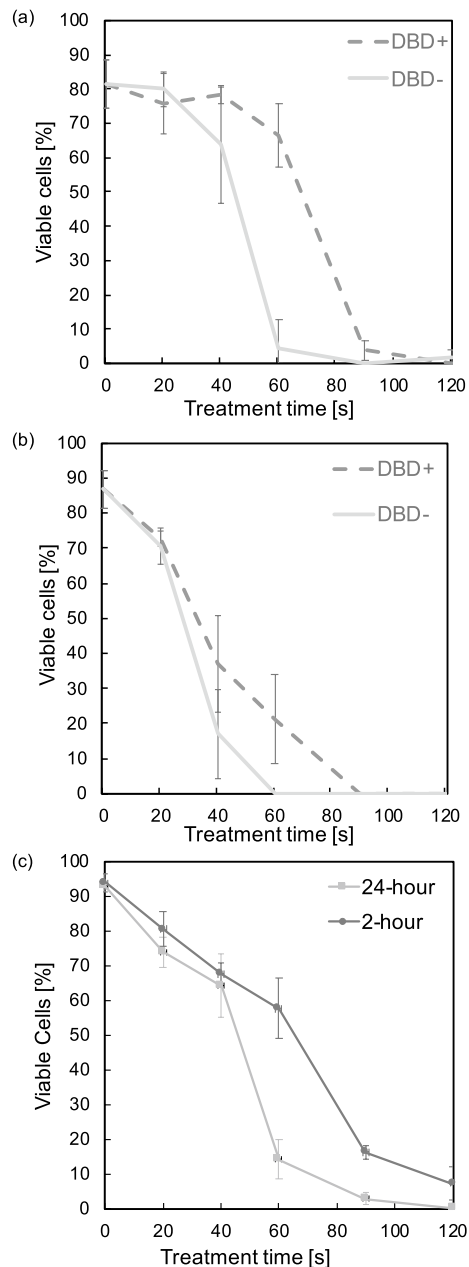 (a)
100
90
80
70
60
50
40
30
20
10
0
Viable cells [%]
DBD+
DBD-
0 20 40 60 80 100 120
Treatment time [s]
(b)
100
90
80
70
60
50
40
30
20
10
0
Viable cells [%]
DBD+
DBD-
0 20 40 60 80 100 120
Treatment time [s]
(c)
100
90
80
70
60
50
40
30
20
10
0
Viable Cells [%]
24-hour
2-hour
0 20 40 60 80 100 120
Treatment time [s]